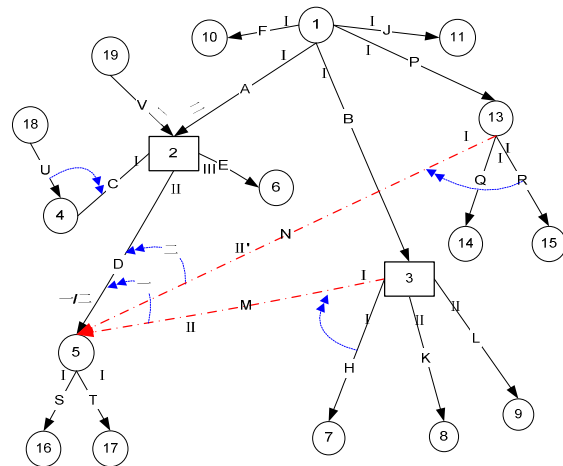 1
I
F
I
I
J
10
11
I
I
P
19
A
V
二
B
13
18
I
I
I
U
2
I
III
E
C
II
Q
R
4
6
N
14
15
II'
二
D
I
3
一
II
一/二
M
I
II
II
5
L
K
H
I
I
S
T
7
8
9
16
17